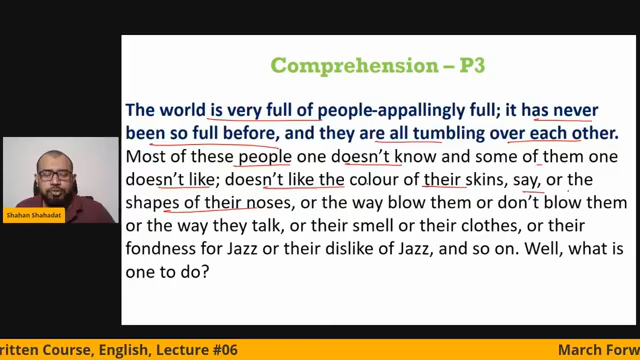 Comprehension – P3
The world is very full of people-appallingly full; it has never
been so full before, and they are all tumbling over each other.
Most of these people one doesn't know and some of them one
doesn't like; doesn't like the colour of their skins, say, or the
shapes of their noses, or the way blow them or don't blow them
or the way they talk, or their smell or their clothes, or their
fondness for Jazz or their dislike of Jazz, and so on. Well, what is
one to do?
Shahan Shahadat
ritten Course, English, Lecture #06
March Forw